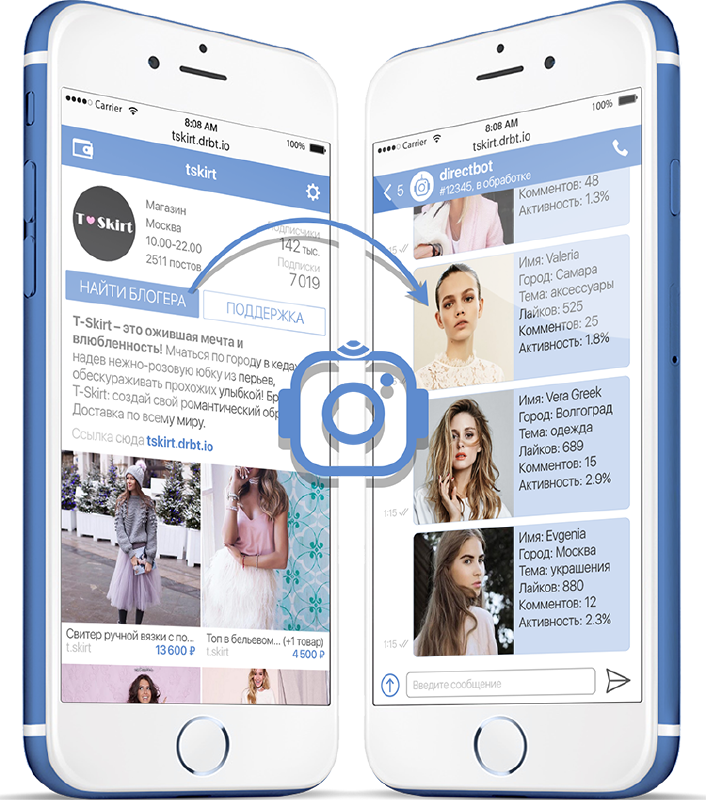 Carrier
8:08 AM
tskirt.drbt.io
100%
tskirt
T♥Skirt
Магазин
Москва
10.00-22.00
2511 постов
142 тыс.
Подписки
7 019
НАЙТИ БЛОГЕРА
ПОДДЕРЖКА
T-Skirt – это ожившая мечта и
влюбленность! Мчаться по городу в кедах,
надев нежно-розовую юбку из перьев,
обескураживать прохожих улыбкой!
T-Skirt: создай свой романтический
Доставка по всему миру.
Ссылка сюда tskirt.drbt.io
Свитер ручной вязки с по...
t.skirt
13 600 ₽
Топ в бельевом... (+1 товар)
t.skirt
4 500 ₽
Carrier
8:08 AM
tskirt.drbt.io
100%
5
directbot
#12345, в обработке
Комментов: 48
Активность: 1.3%
1:15
Имя: Valeria
Город: Самара
Тема: аксессуары
Лайков: 525
Комментов: 25
Активность: 1.8%
Имя: Vera Greek
Город: Волгоград
Тема: одежда
Лайков: 689
Комментов: 15
Активность: 2.9%
1:15
Имя: Evgenia
Город: Москва
Тема: украшения
Лайков: 880
Комментов: 12
Активность: 2.3%
1:15
Введите сообщение